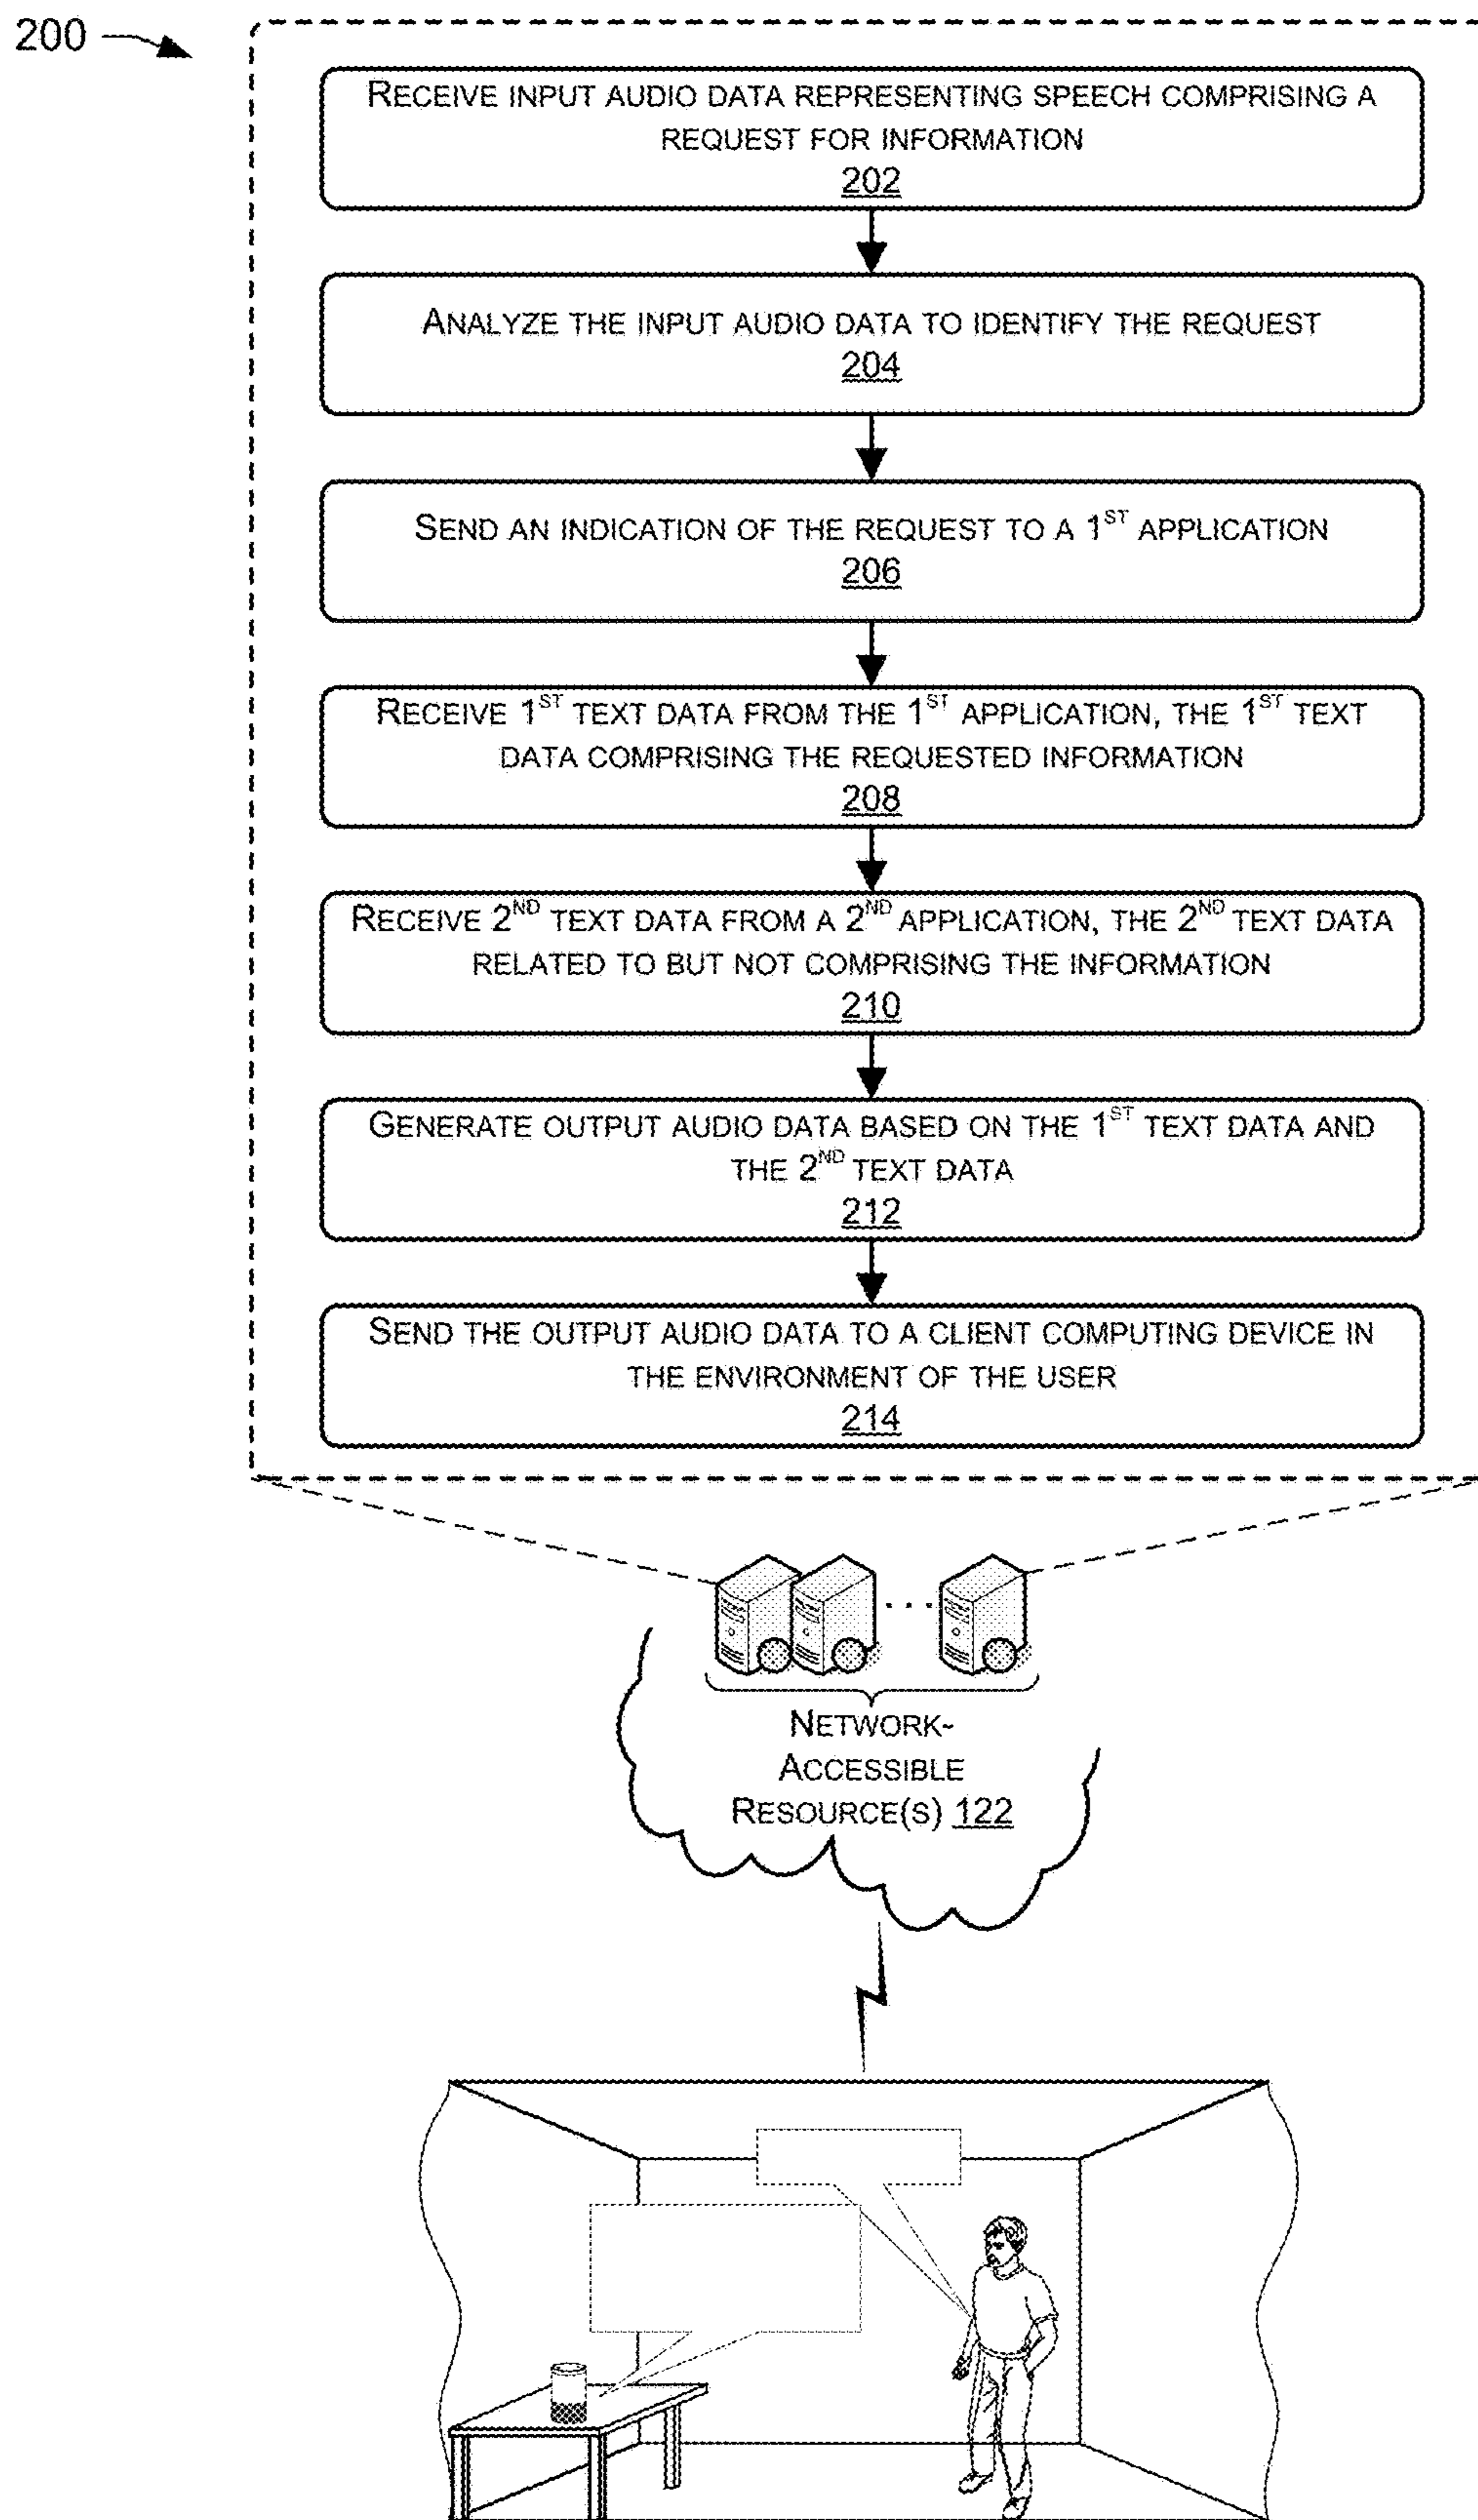 200
RECEIVE INPUT AUDIO DATA REPRESENTING SPEECH COMPRISING A
REQUEST FOR INFORMATION
202
ANALYZE THE INPUT AUDIO DATA TO IDENTIFY THE REQUEST
204
SEND AN INDICATION OF THE REQUEST TO A 1ST APPLICATION
206
RECEIVE 1ST TEXT DATA FROM THE 1ST APPLICATION, THE 1ST TEXT
DATA COMPRISING THE REQUESTED INFORMATION
208
RECEIVE 2ND TEXT DATA FROM A 2ND APPLICATION, THE 2ND TEXT DATA
RELATED TO BUT NOT COMPRISING THE INFORMATION
210
GENERATE OUTPUT AUDIO DATA BASED ON THE 1ST TEXT DATA AND
THE 2ND TEXT DATA
212
SEND THE OUTPUT AUDIO DATA TO A CLIENT COMPUTING DEVICE IN
THE ENVIRONMENT OF THE USER
214
NETWORK-
ACCESSIBLE
RESOURCE(S) 122